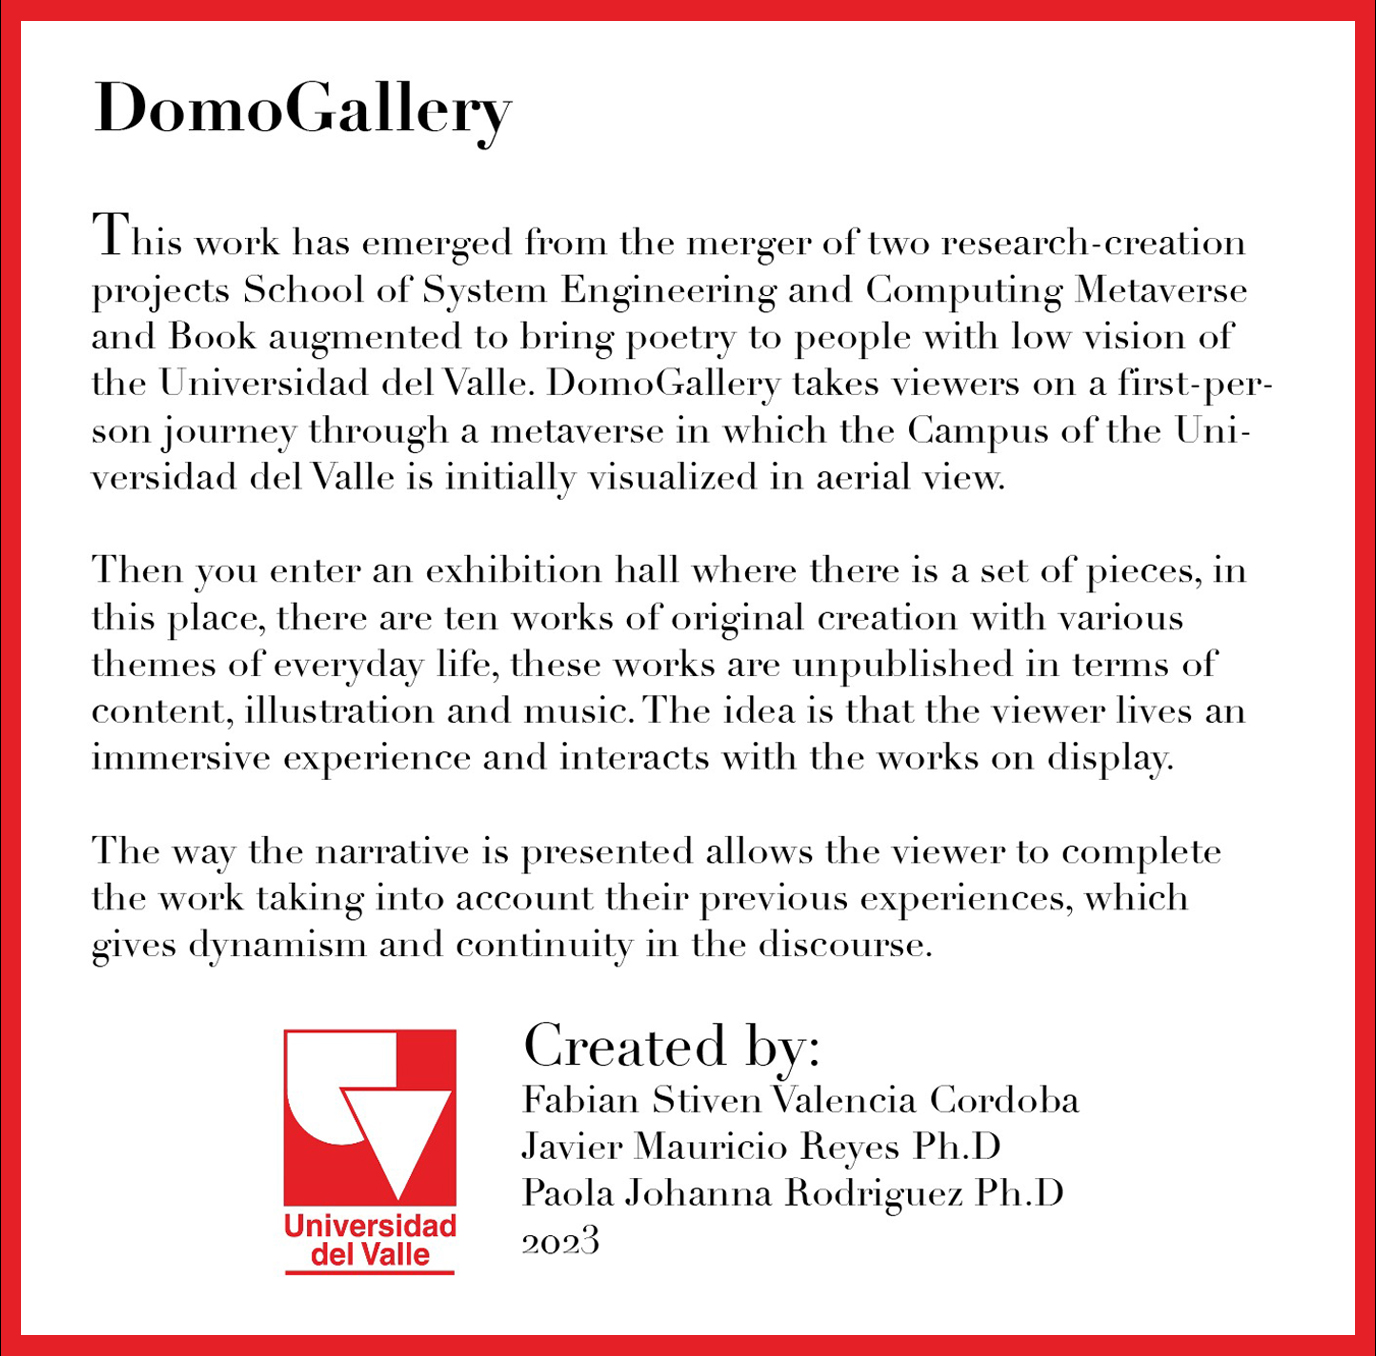 DomoGallery
This work has emerged from the merger of two research-creation
projects School of System Engineering and Computing Metaverse
and Book augmented to bring poetry to people with low vision of
the Universidad del Valle. DomoGallery takes viewers on a first-per-
son journey through a metaverse in which the Campus of the Uni-
versidad del Valle is initially visualized in aerial view.
Then you enter an exhibition hall where there is a set of pieces, in
this place, there are ten works of original creation with various
themes of everyday life, these works are unpublished in terms of
content, illustration and music. The idea is that the viewer lives an
immersive experience and interacts with the works on display.
The way the narrative is presented allows the viewer to complete
the work taking into account their previous experiences, which
gives dynamism and continuity in the discourse.
Universidad
del Valle
Created by:
Fabian Stiven Valencia Cordoba
Javier Mauricio Reyes Ph.D
Paola Johanna Rodriguez Ph.D
2023